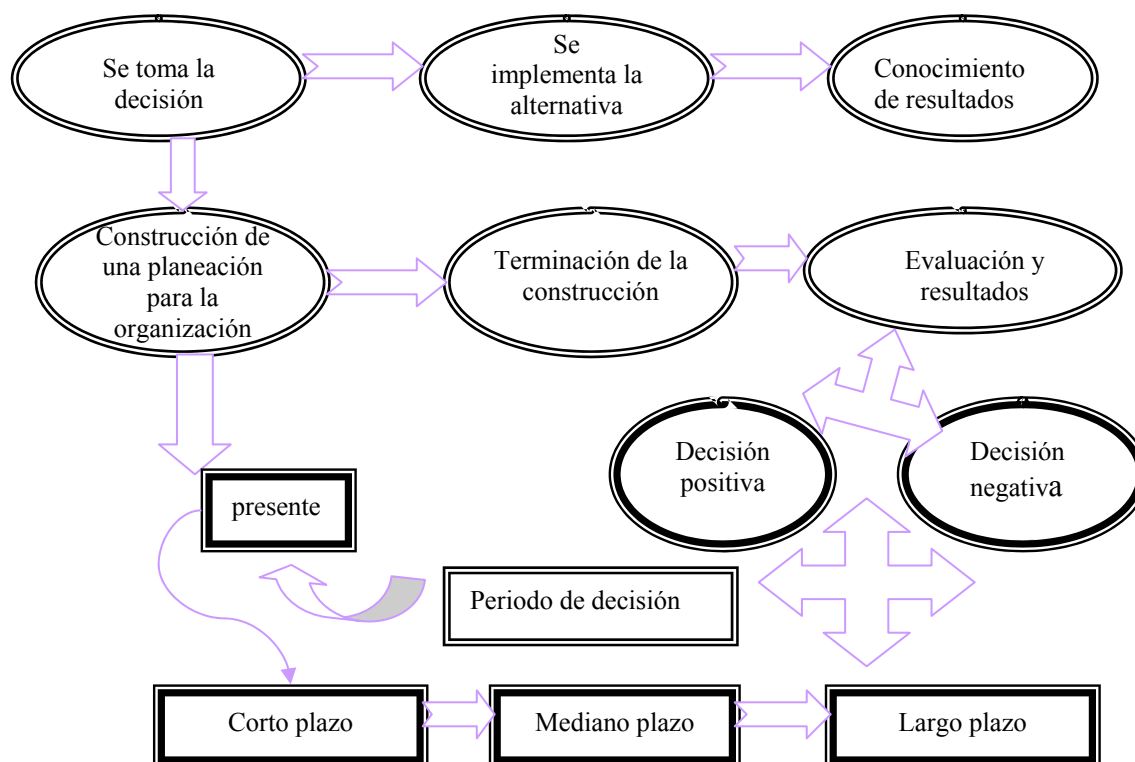 Se toma la
decisión
Se
implementa la
alternativa
Conocimiento
de resultados
Construcción de
una planeación
para la
organización
Terminación de la
construcción
Evaluación y
resultados
Decisión
positiva
Decisión
negativa
presente
Periodo de decisión
Corto plazo
Mediano plazo
Largo plazo